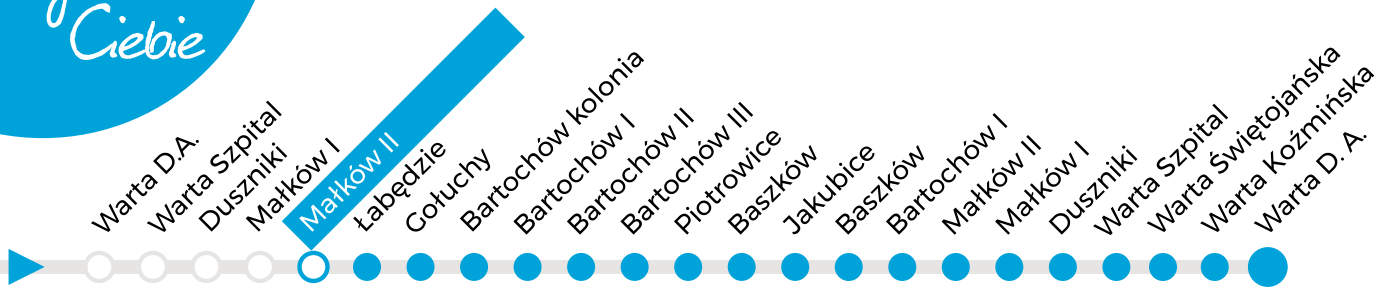 Ciebie
Warta D.A.
Warta Szpital
Duszniki
Małków I
Małków II
Łabędzie
Gołuchy
Bartochów kolonia
Bartochów I
Bartochów II
Bartochów III
Piotrowice
Baszków
Jakubice
Baszków
Bartochów I
Małków II
Małków I
Duszniki
Warta Szpital
Warta Świętojańska
Warta Koźmińska
Warta D. A.